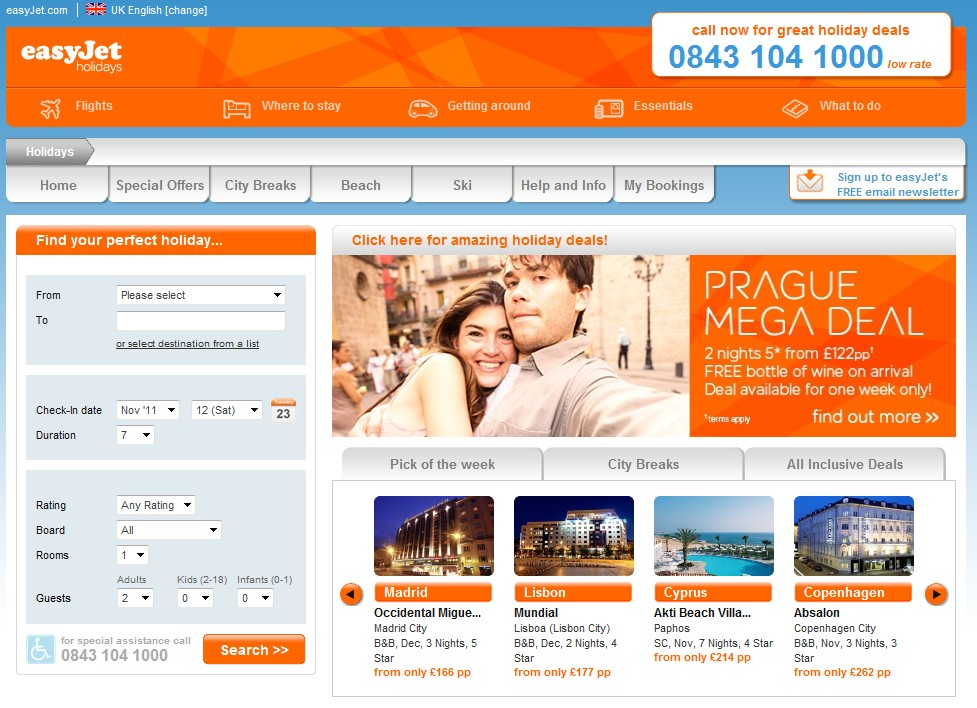 easyJet.com
UK English [change]
easyJet
holidays
call now for great holiday deals
0843 104 1000 low rate
Flights
Where to stay
Getting around
Essentials
What to do
Holidays
Home
Special Offers
City Breaks
Beach
Ski
Help and Info
My Bookings
Sign up to easyJet's
FREE email newsletter
Find your perfect holiday...
From
Please select
To
or select destination from a list
Check-In date
Nov '11
12 (Sat)
23
Duration
7
Rating
Any Rating
Board
All
Rooms
1
Adults
Kids (2-18)
Infants (0-1)
Guests
2
0
0
for special assistance call
0843 104 1000
Search >>
Click here for amazing holiday deals!
PRAGUE
MEGA DEAL
2 nights 5* from £122pp†
FREE bottle of wine on arrival
Deal available for one week only!
†terms apply
find out more >>
Pick of the week
City Breaks
All Inclusive Deals
Madrid
Occidental Migue...
Madrid City
B&B, Dec, 3 Nights, 5
Star
from only £166 pp
Lisbon
Mundial
Lisboa (Lisbon City)
B&B, Dec, 2 Nights, 4
Star
from only £177 pp
Cyprus
Akti Beach Villa...
Paphos
SC, Nov, 7 Nights, 4 Star
from only £214 pp
Copenhagen
Absalon
Copenhagen City
B&B, Nov, 3 Nights, 3
Star
from only £262 pp